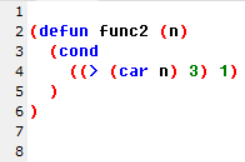 1
2 (defun func2 (n)
3 (cond
4 ((> (car n) 3) 1)
5 )
6 )
7
8